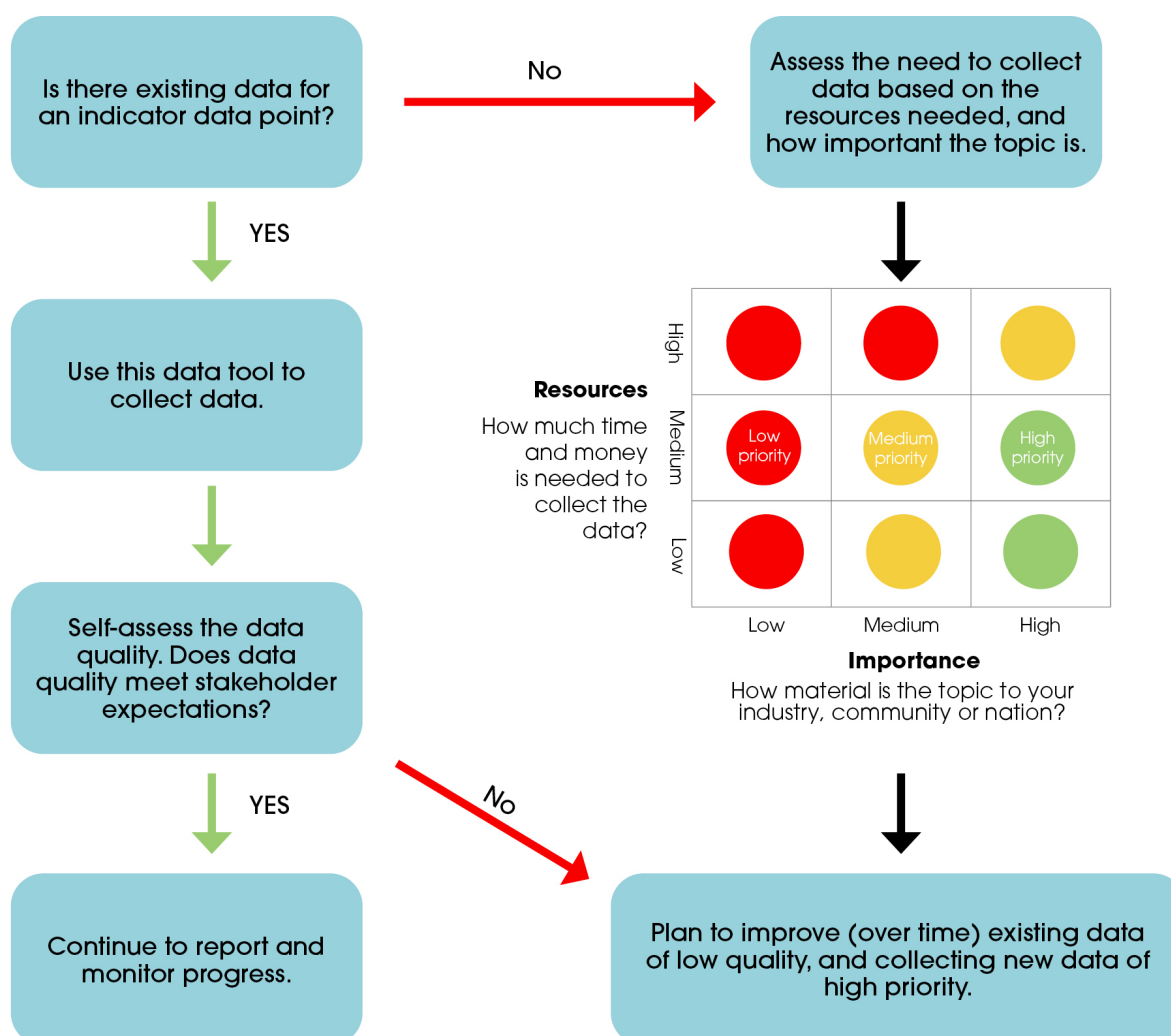 Is there existing data for
an indicator data point?
No
Assess the need to collect
data based on the
resources needed, and
how important the topic is.
YES
Use this data tool to
collect data.
Resources
How much time
and money
is needed to
collect the
data?
High
Medium
Low
Low
priority
Medium
priority
High
priority
Low
Medium
High
Importance
How material is the topic to your
industry, community or nation?
Self-assess the data
quality. Does data
quality meet stakeholder
expectations?
YES
No
Continue to report and
monitor progress.
Plan to improve (over time) existing data
of low quality, and collecting new data of
high priority.